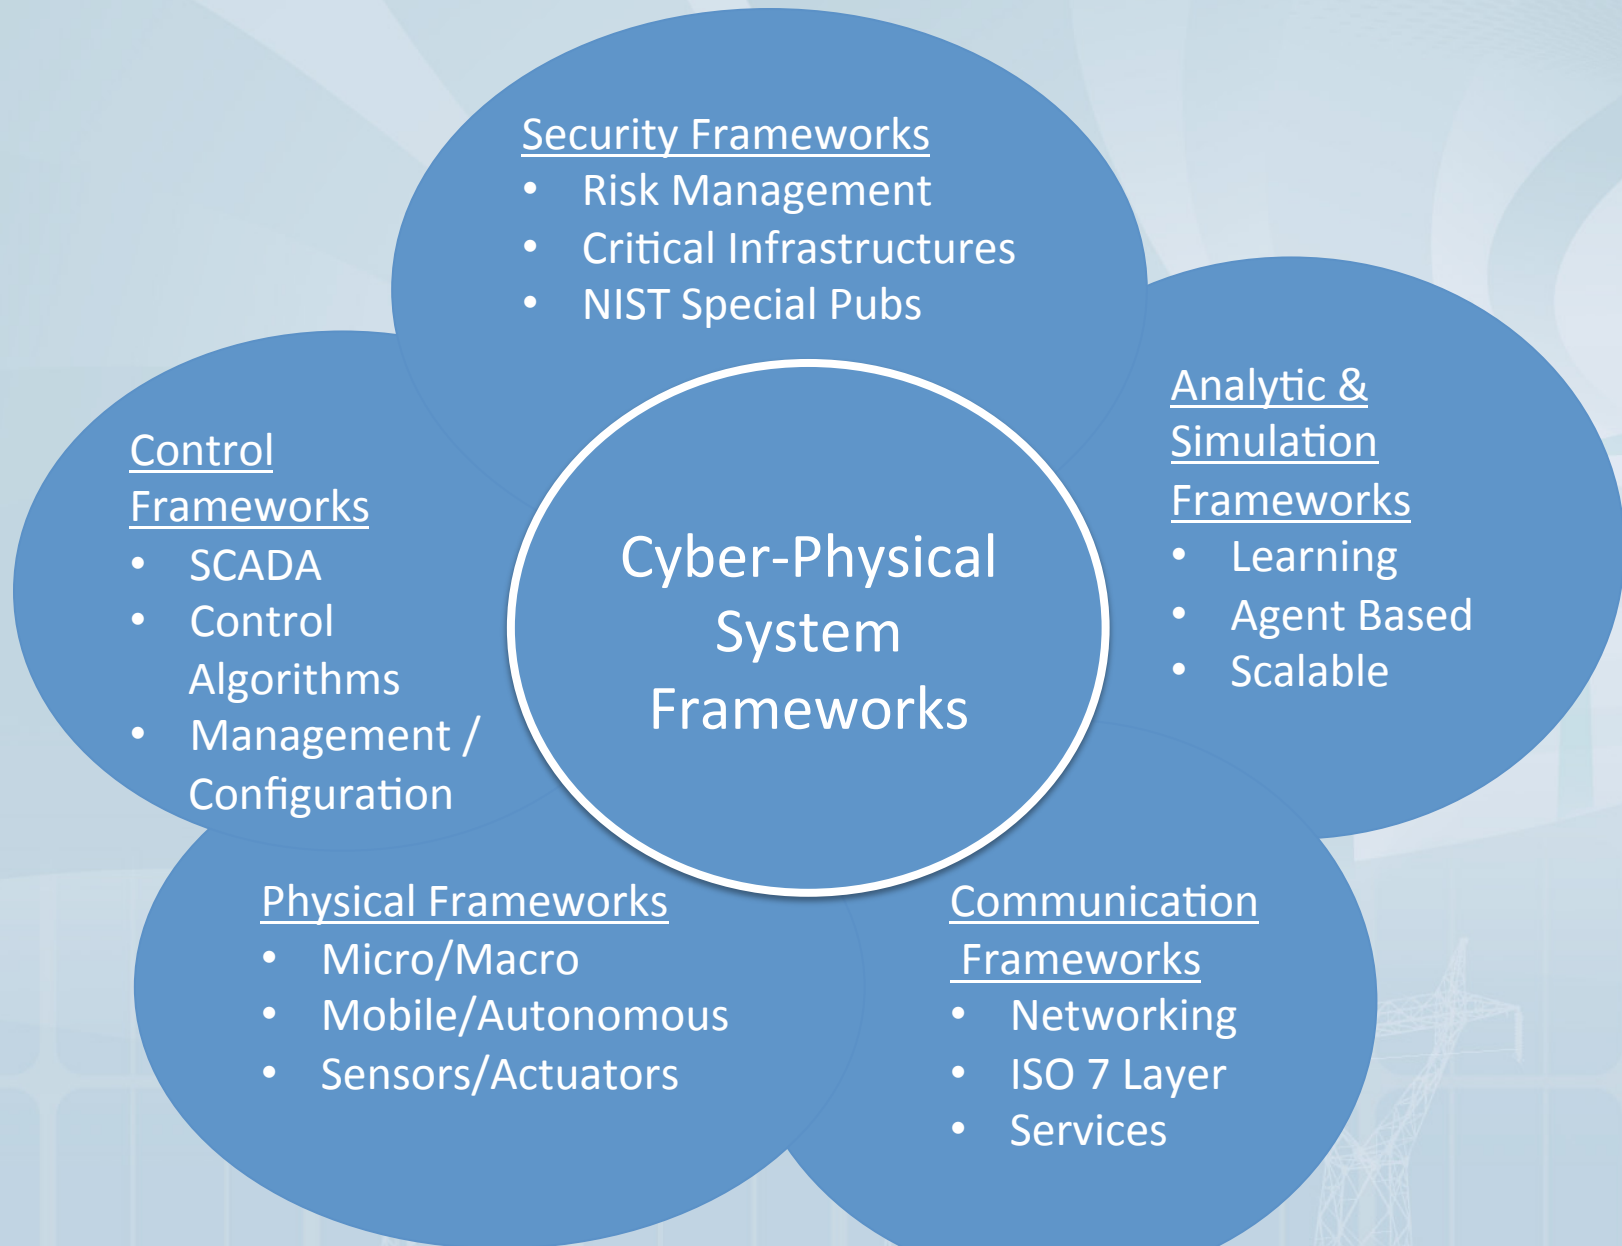 Security Frameworks
• Risk Management
• Critical Infrastructures
• NIST Special Pubs
Analytic &
Simulation
Frameworks
• Learning
• Agent Based
• Scalable
Control
Frameworks
• SCADA
• Control
Algorithms
• Management /
Configuration
Cyber-Physical
System
Frameworks
Physical Frameworks
• Micro/Macro
• Mobile/Autonomous
• Sensors/Actuators
Communication
Frameworks
• Networking
• ISO 7 Layer
• Services